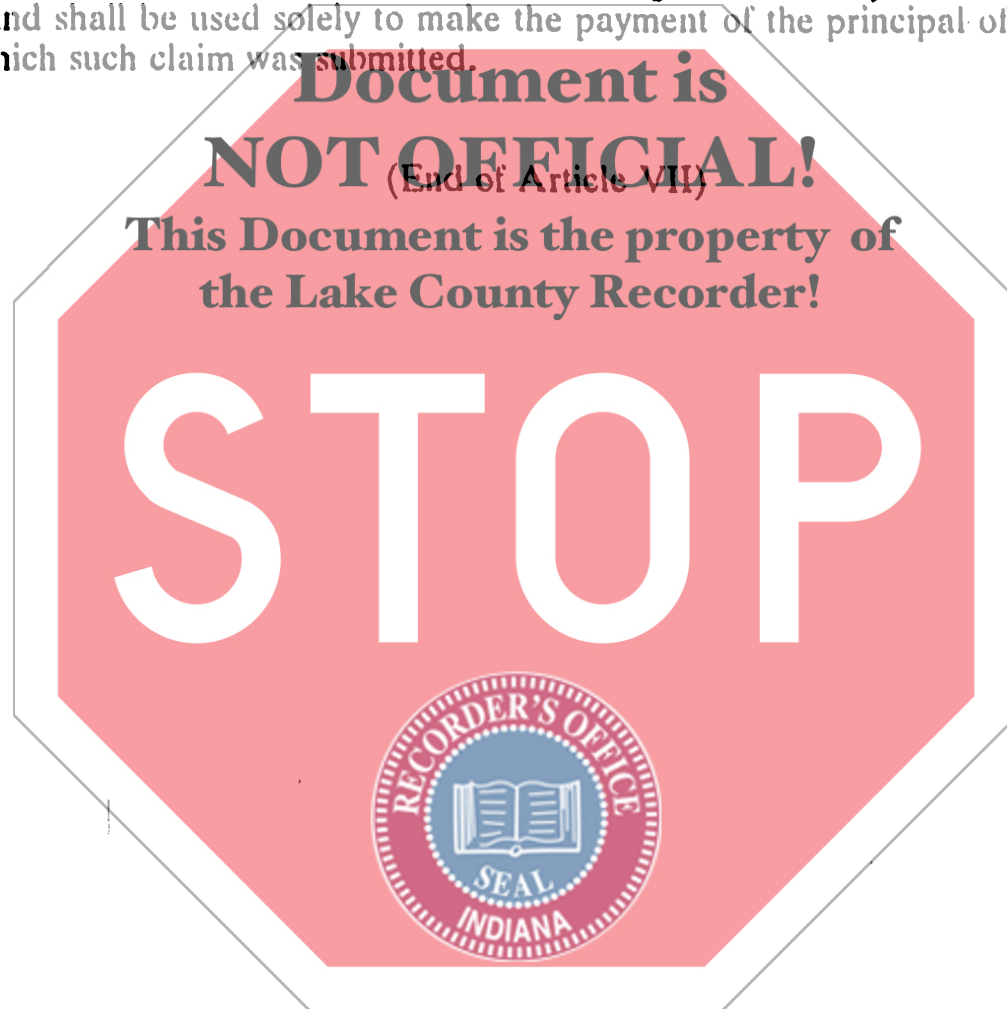 and shall be used solely to make the payment of the principal of
which such claim was submitted.
Document is
NOT OFFICIAL!
(End of Article VII)
This Document is the property of
the Lake County Recorder!
STOP
RECORDER'S OFFICE
SEAL
INDIANA